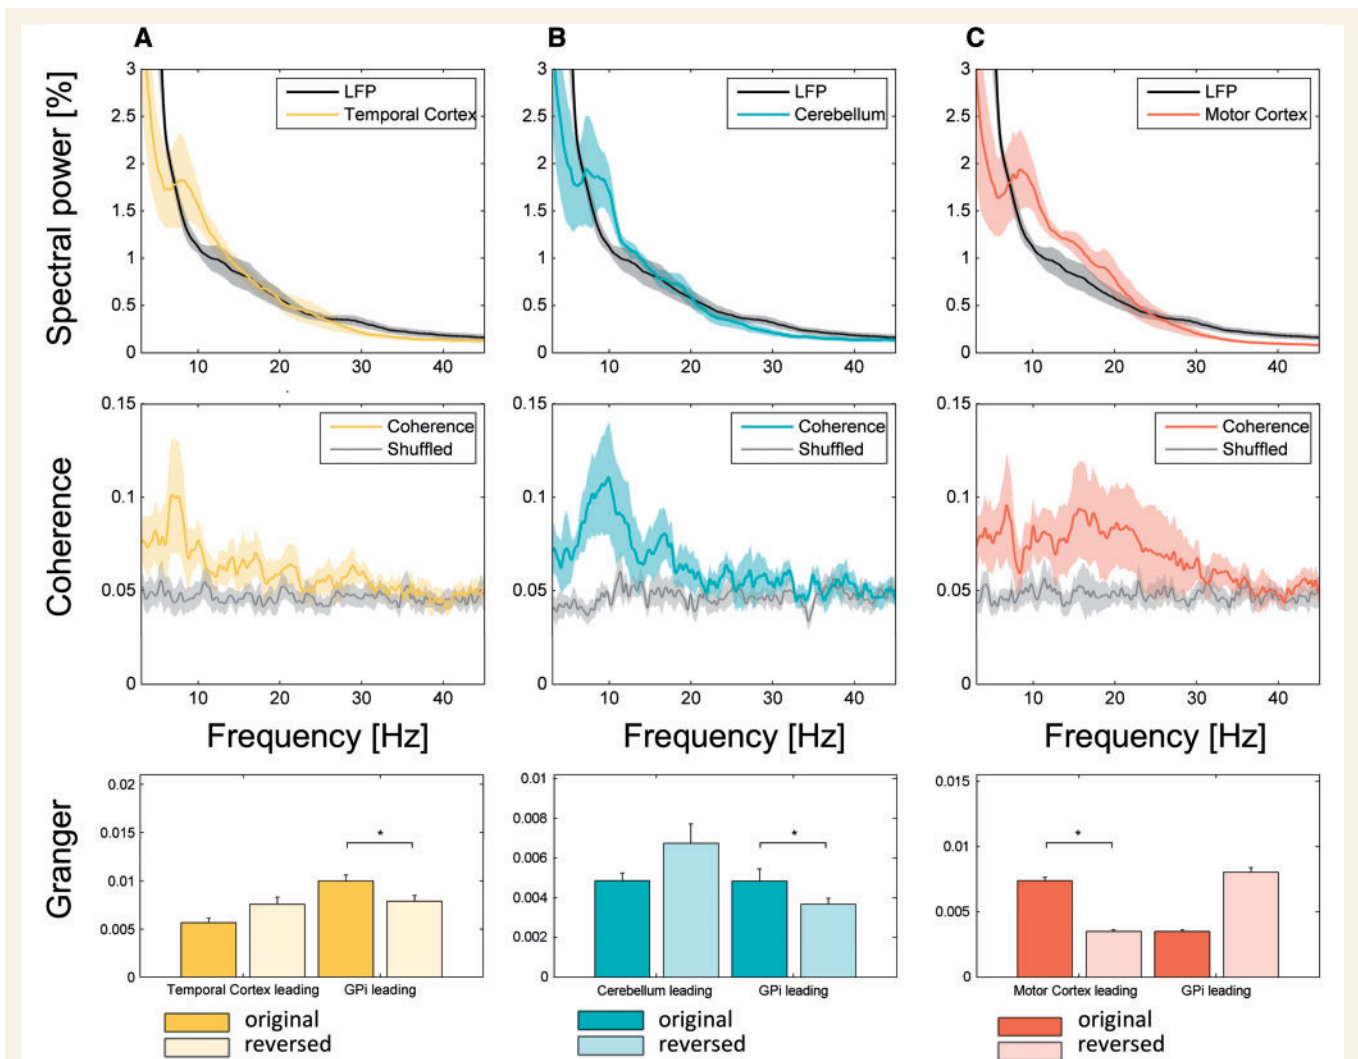 A
B
C
Spectral power [%]
3
2.5
2
1.5
1
0.5
0
LFP
Temporal Cortex
10
20
30
40
3
2.5
2
1.5
1
0.5
0
LFP
Cerebellum
10
20
30
40
3
2.5
2
1.5
1
0.5
0
LFP
Motor Cortex
10
20
30
40
Coherence
0.15
0.1
0.05
0
Coherence
Shuffled
10
20
30
40
0.15
0.1
0.05
0
Coherence
Shuffled
10
20
30
40
0.15
0.1
0.05
0
Coherence
Shuffled
10
20
30
40
Frequency [Hz]
Frequency [Hz]
Frequency [Hz]
Granger
0.02
0.015
0.01
0.005
0
*
Temporal Cortex leading
GPi leading
original
reversed
0.01
0.008
0.006
0.004
0.002
0
*
Cerebellum leading
GPi leading
original
reversed
0.015
0.01
0.005
0
*
Motor Cortex leading
GPi leading
original
reversed